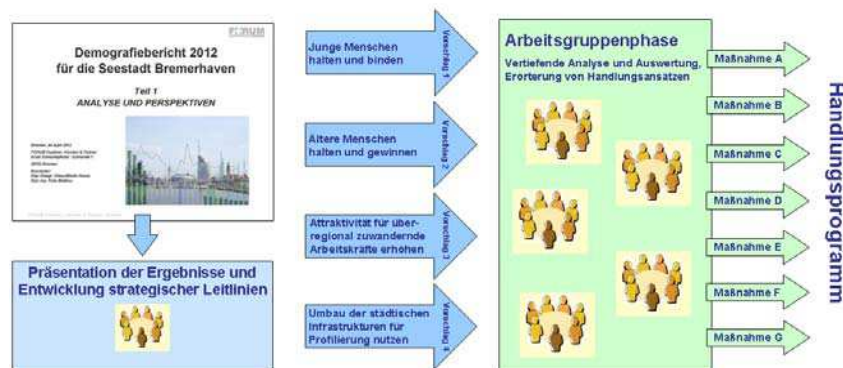 FORUM
Demografiebericht 2012
für die Seestadt Bremerhaven
Teil 1
ANALYSE UND PERSPEKTIVEN
Präsentation der Ergebnisse und
Entwicklung strategischer Leitlinien
Junge Menschen
halten und binden
Vorschlag 1
Ältere Menschen
halten und gewinnen
Vorschlag 2
Attraktivität für über-
regional zuwandernde
Arbeitskräfte erhöhen
Vorschlag 3
Umbau der städtischen
Infrastrukturen für
Profilierung nutzen
Vorschlag 4
Arbeitsgruppenphase
Vertiefende Analyse und Auswertung,
Erörterung von Handlungsansätzen
Maßnahme A
Maßnahme B
Maßnahme C
Maßnahme D
Maßnahme E
Maßnahme F
Maßnahme G
Handlungsprogramm